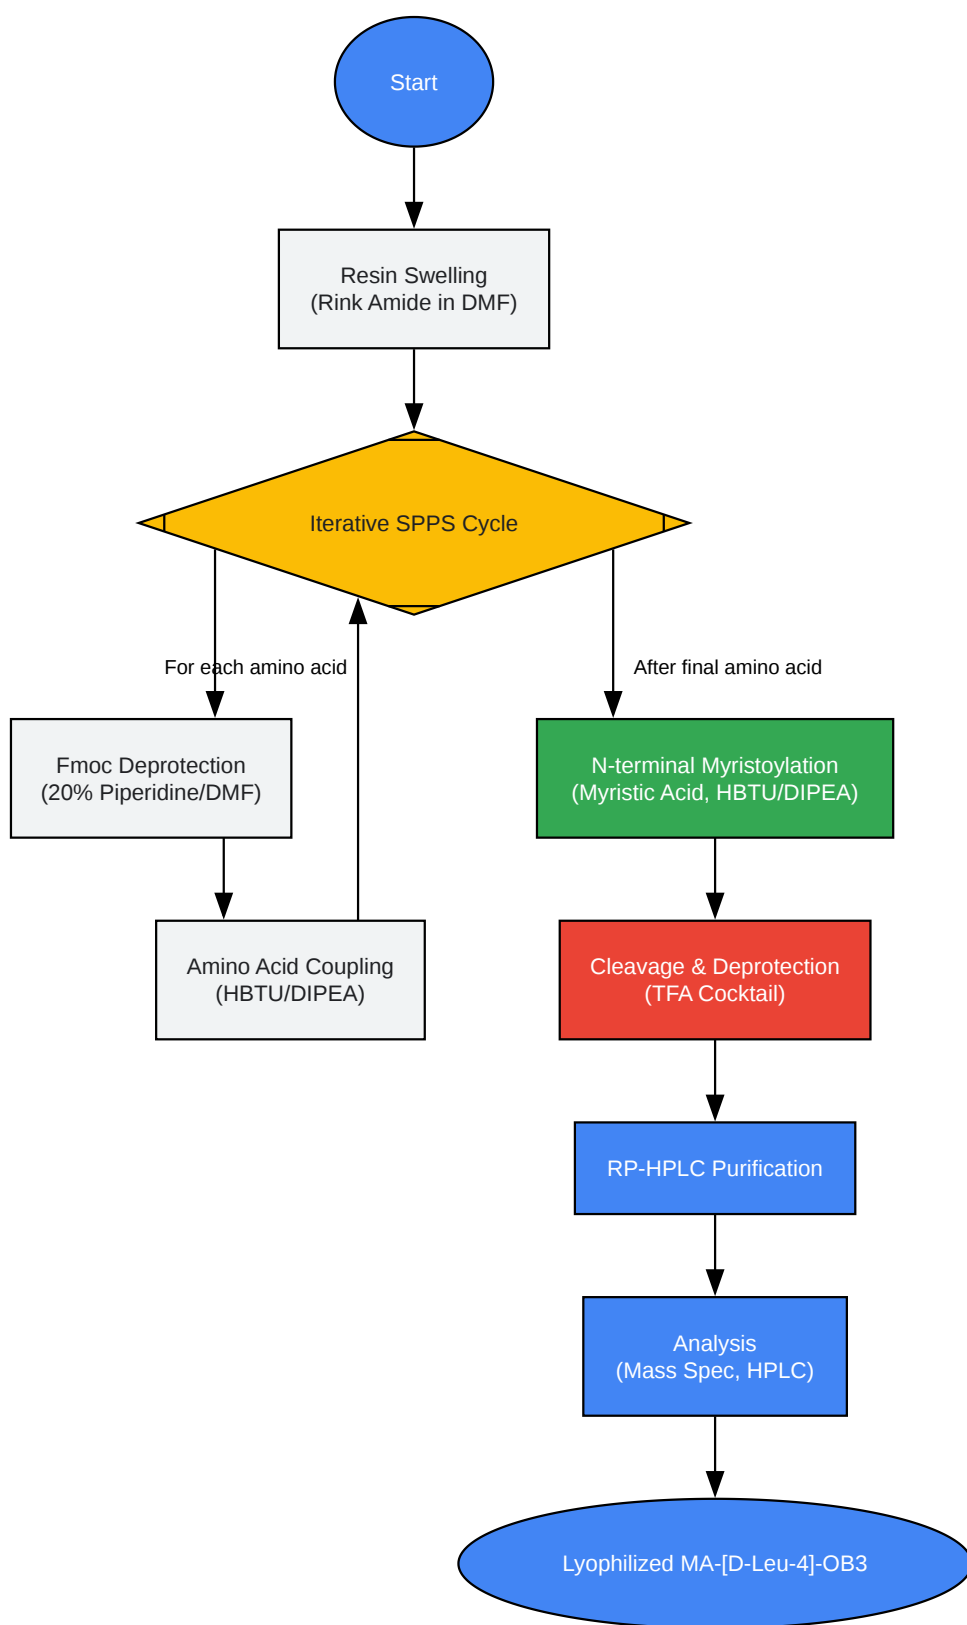 Start
Resin Swelling
(Rink Amide in DMF)
Iterative SPPS Cycle
For each amino acid
After final amino acid
Fmoc Deprotection
(20% Piperidine/DMF)
N-terminal Myristoylation
(Myristic Acid, HBTU/DIPEA)
Amino Acid Coupling
(HBTU/DIPEA)
Cleavage & Deprotection
(TFA Cocktail)
RP-HPLC Purification
Analysis
(Mass Spec, HPLC)
Lyophilized MA-[D-Leu-4]-OB3